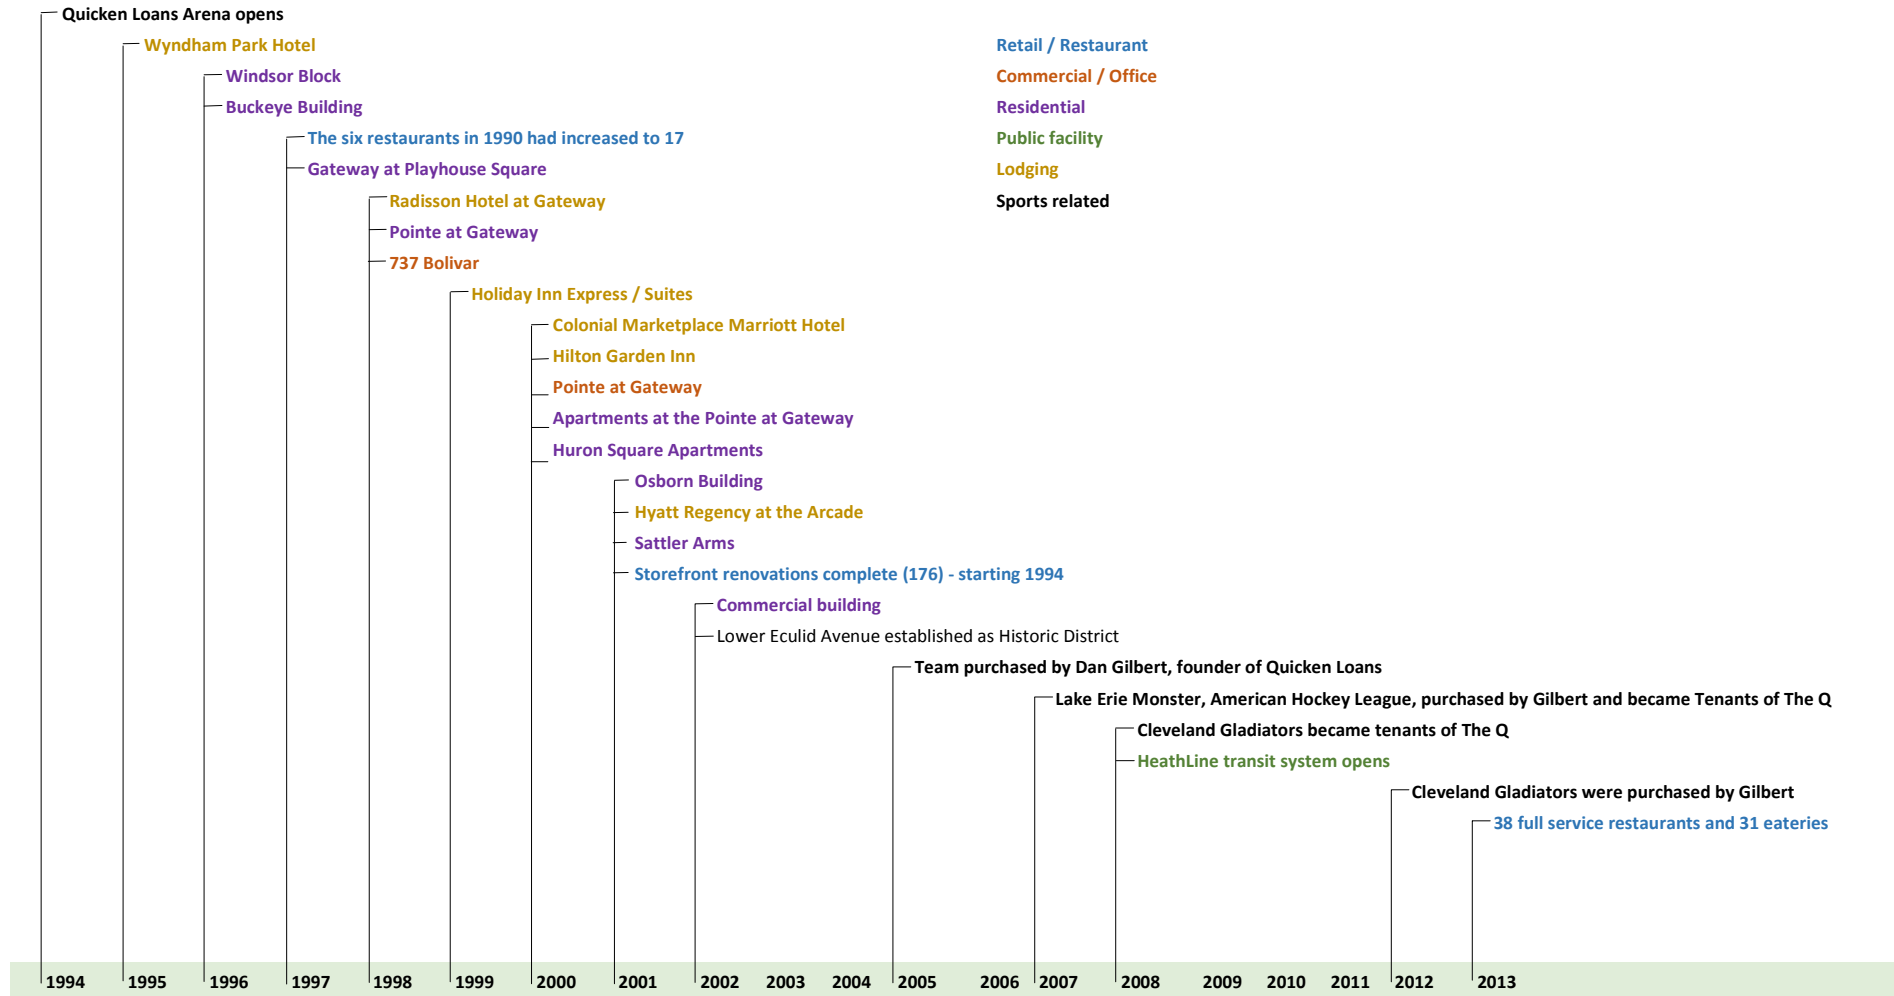 Quicken Loans Arena opens
Wyndham Park Hotel
Retail / Restaurant
Windsor Block
Commercial / Office
Buckeye Building
Residential
The six restaurants in 1990 had increased to 17
Public facility
Gateway at Playhouse Square
Lodging
Radisson Hotel at Gateway
Sports related
Pointe at Gateway
737 Bolivar
Holiday Inn Express / Suites
Colonial Marketplace Marriott Hotel
Hilton Garden Inn
Pointe at Gateway
Apartments at the Pointe at Gateway
Huron Square Apartments
Osborn Building
Hyatt Regency at the Arcade
Sattler Arms
Storefront renovations complete (176) - starting 1994
Commercial building
Lower Eculid Avenue established as Historic District
Team purchased by Dan Gilbert, founder of Quicken Loans
Lake Erie Monster, American Hockey League, purchased by Gilbert and became Tenants of The Q
Cleveland Gladiators became tenants of The Q
HeathLine transit system opens
Cleveland Gladiators were purchased by Gilbert
38 full service restaurants and 31 eateries
1994 1995 1996 1997 1998 1999 2000 2001 2002 2003 2004 2005 2006 2007 2008 2009 2010 2011 2012 2013